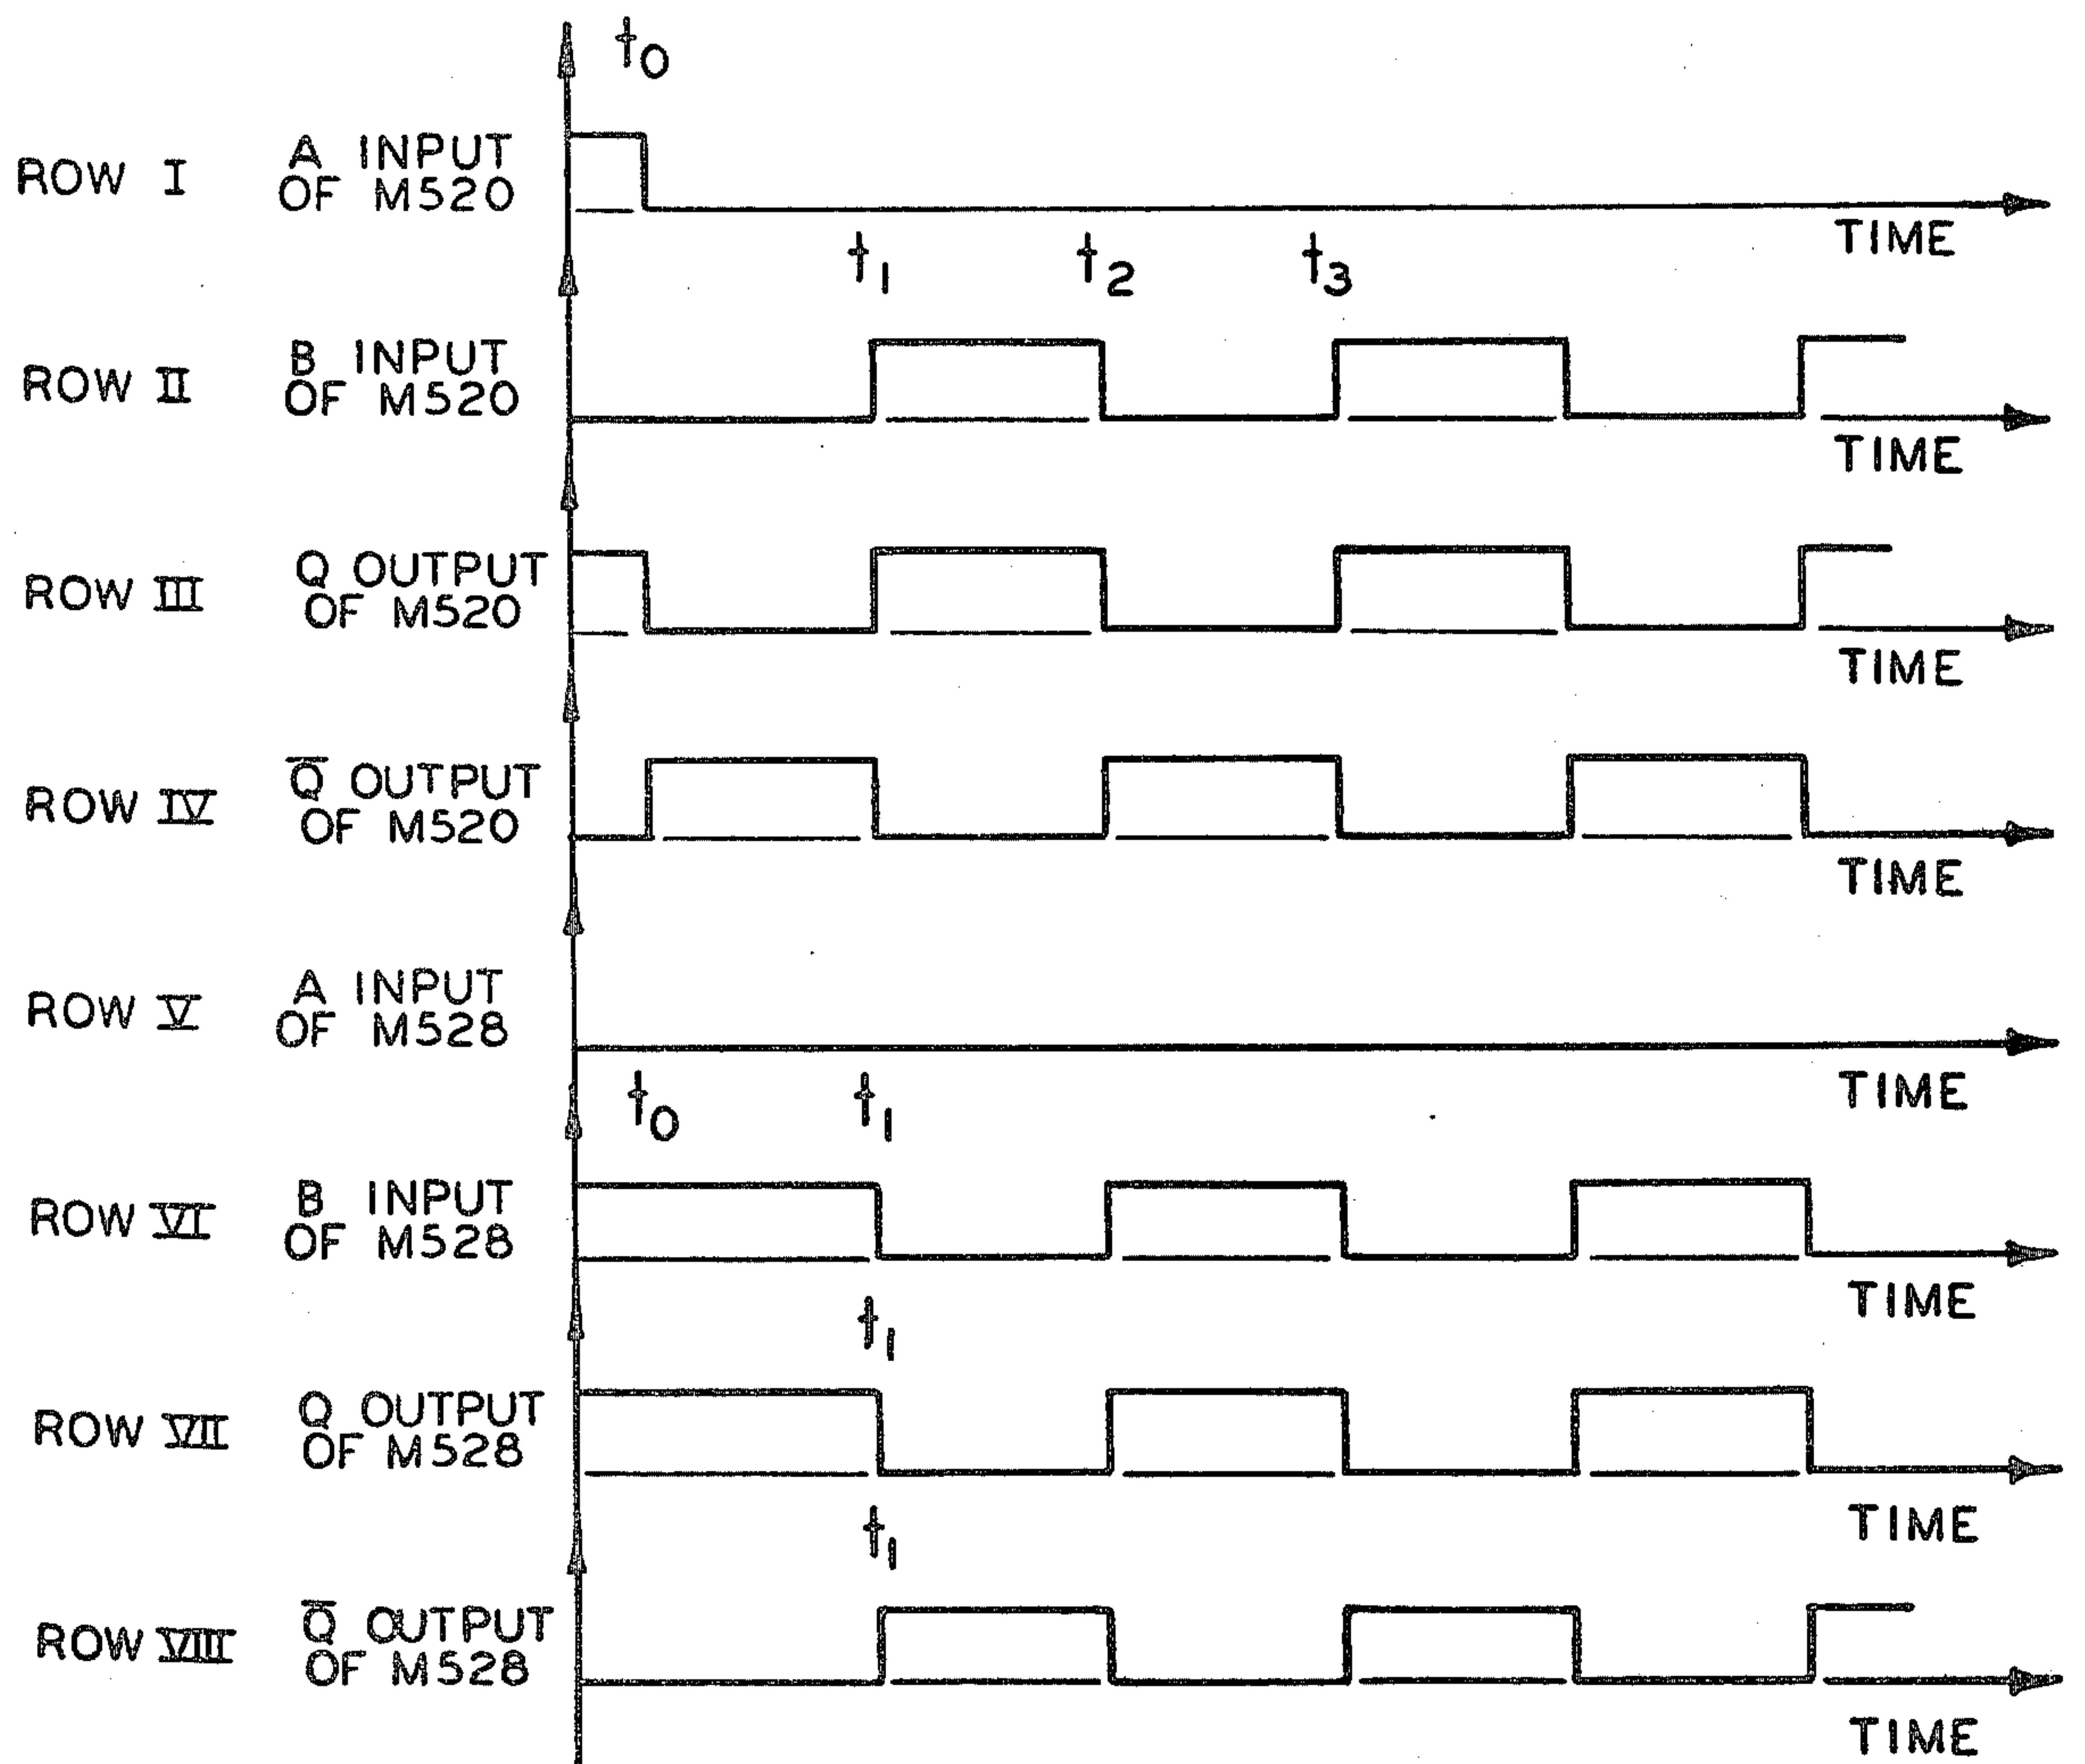 t0
ROW I A INPUT
OF M520
TIME
t1 t2 t3
ROW II B INPUT
OF M520
TIME
ROW III Q OUTPUT
OF M520
TIME
ROW IV Q̅ OUTPUT
OF M520
TIME
ROW V A INPUT
OF M528
TIME
t0 t1
ROW VI B INPUT
OF M528
TIME
t1
ROW VII Q OUTPUT
OF M528
TIME
t1
ROW VIII Q̅ OUTPUT
OF M528
TIME